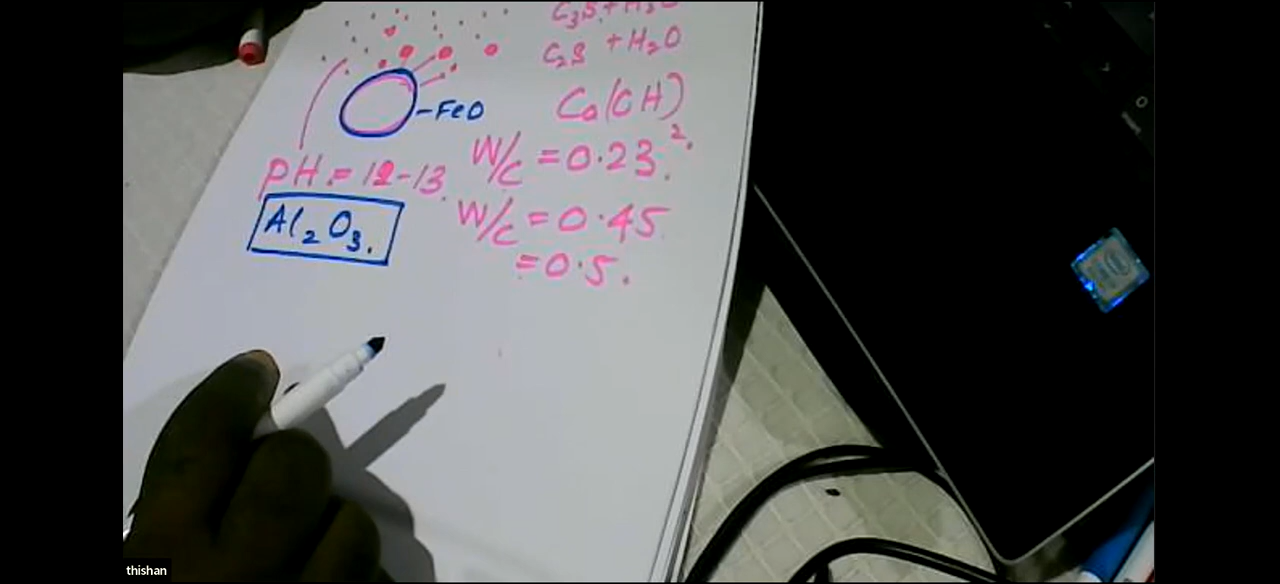 C₃S + H₂O
C₂S + H₂O
Ca(OH)₂.
-FeO
W/C = 0.23.
pH = 12-13.
W/C = 0.45
= 0.5.
Al₂O₃.
thishan